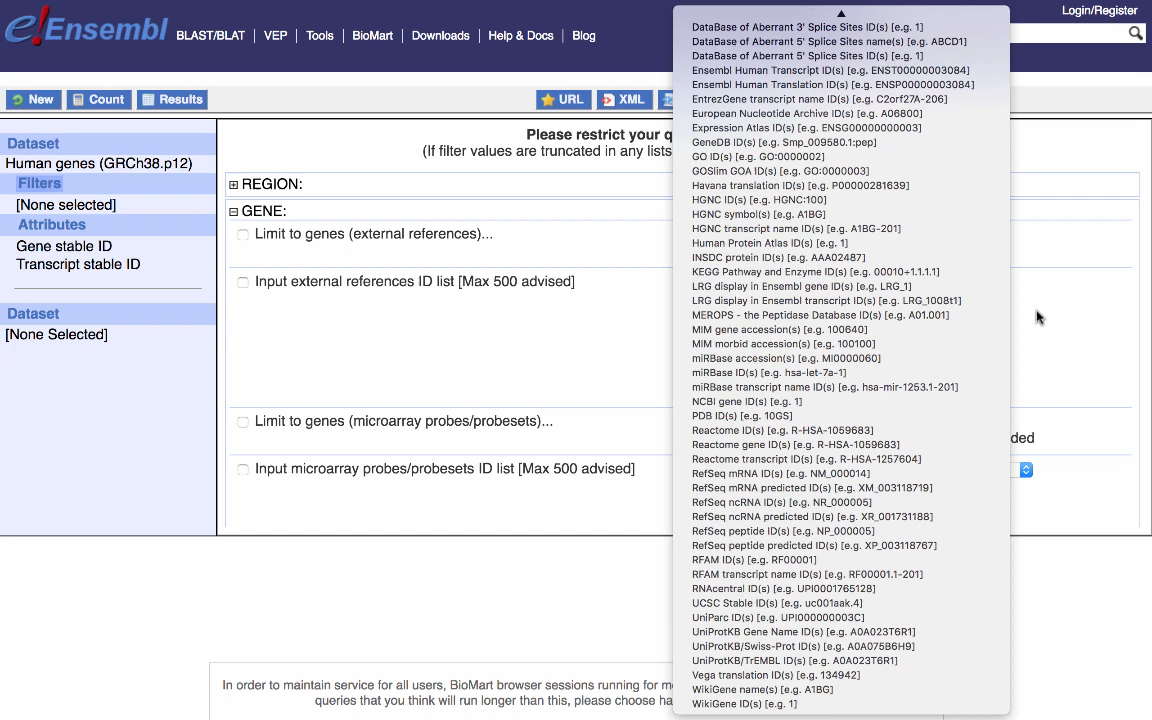 e!Ensembl
BLAST/BLAT | VEP | Tools | BioMart | Downloads | Help & Docs | Blog
Login/Register
New
Count
Results
URL
XML
Dataset
Human genes (GRCh38.p12)
Filters
[None selected]
Attributes
Gene stable ID
Transcript stable ID
Dataset
[None Selected]
Please restrict your q
(If filter values are truncated in any lists
REGION:
GENE:
Limit to genes (external references)...
Input external references ID list [Max 500 advised]
Limit to genes (microarray probes/probesets)...
ded
Input microarray probes/probesets ID list [Max 500 advised]
DataBase of Aberrant 3' Splice Sites ID(s) [e.g. 1]
DataBase of Aberrant 5' Splice Sites name(s) [e.g. ABCD1]
DataBase of Aberrant 5' Splice Sites ID(s) [e.g. 1]
Ensembl Human Transcript ID(s) [e.g. ENST00000003084]
Ensembl Human Translation ID(s) [e.g. ENSP00000003084]
EntrezGene transcript name ID(s) [e.g. C2orf27A-206]
European Nucleotide Archive ID(s) [e.g. A06800]
Expression Atlas ID(s) [e.g. ENSG00000000003]
GeneDB ID(s) [e.g. Smp_009580.1:pep]
GO ID(s) [e.g. GO:0000002]
GOSlim GOA ID(s) [e.g. GO:0000003]
Havana translation ID(s) [e.g. P00000281639]
HGNC ID(s) [e.g. HGNC:100]
HGNC symbol(s) [e.g. A1BG]
HGNC transcript name ID(s) [e.g. A1BG-201]
Human Protein Atlas ID(s) [e.g. 1]
INSDC protein ID(s) [e.g. AAA02487]
KEGG Pathway and Enzyme ID(s) [e.g. 00010+1.1.1.1]
LRG display in Ensembl gene ID(s) [e.g. LRG_1]
LRG display in Ensembl transcript ID(s) [e.g. LRG_1008t1]
MEROPS - the Peptidase Database ID(s) [e.g. A01.001]
MIM gene accession(s) [e.g. 100640]
MIM morbid accession(s) [e.g. 100100]
miRBase accession(s) [e.g. MI0000060]
miRBase ID(s) [e.g. hsa-let-7a-1]
miRBase transcript name ID(s) [e.g. hsa-mir-1253.1-201]
NCBI gene ID(s) [e.g. 1]
PDB ID(s) [e.g. 10GS]
Reactome ID(s) [e.g. R-HSA-1059683]
Reactome gene ID(s) [e.g. R-HSA-1059683]
Reactome transcript ID(s) [e.g. R-HSA-1257604]
RefSeq mRNA ID(s) [e.g. NM_000014]
RefSeq mRNA predicted ID(s) [e.g. XM_003118719]
RefSeq ncRNA ID(s) [e.g. NR_000005]
RefSeq ncRNA predicted ID(s) [e.g. XR_001731188]
RefSeq peptide ID(s) [e.g. NP_000005]
RefSeq peptide predicted ID(s) [e.g. XP_003118767]
RFAM ID(s) [e.g. RF00001]
RFAM transcript name ID(s) [e.g. RF00001.1-201]
RNAcentral ID(s) [e.g. UPI0001765128]
UCSC Stable ID(s) [e.g. uc001aak.4]
UniParc ID(s) [e.g. UPI000000003C]
UniProtKB Gene Name ID(s) [e.g. A0A023T6R1]
UniProtKB/Swiss-Prot ID(s) [e.g. A0A075B6H9]
UniProtKB/TrEMBL ID(s) [e.g. A0A023T6R1]
Vega translation ID(s) [e.g. 134942]
WikiGene name(s) [e.g. A1BG]
WikiGene ID(s) [e.g. 1]
In order to maintain service for all users, BioMart browser sessions running for m
queries that you think will run longer than this, please choose ha